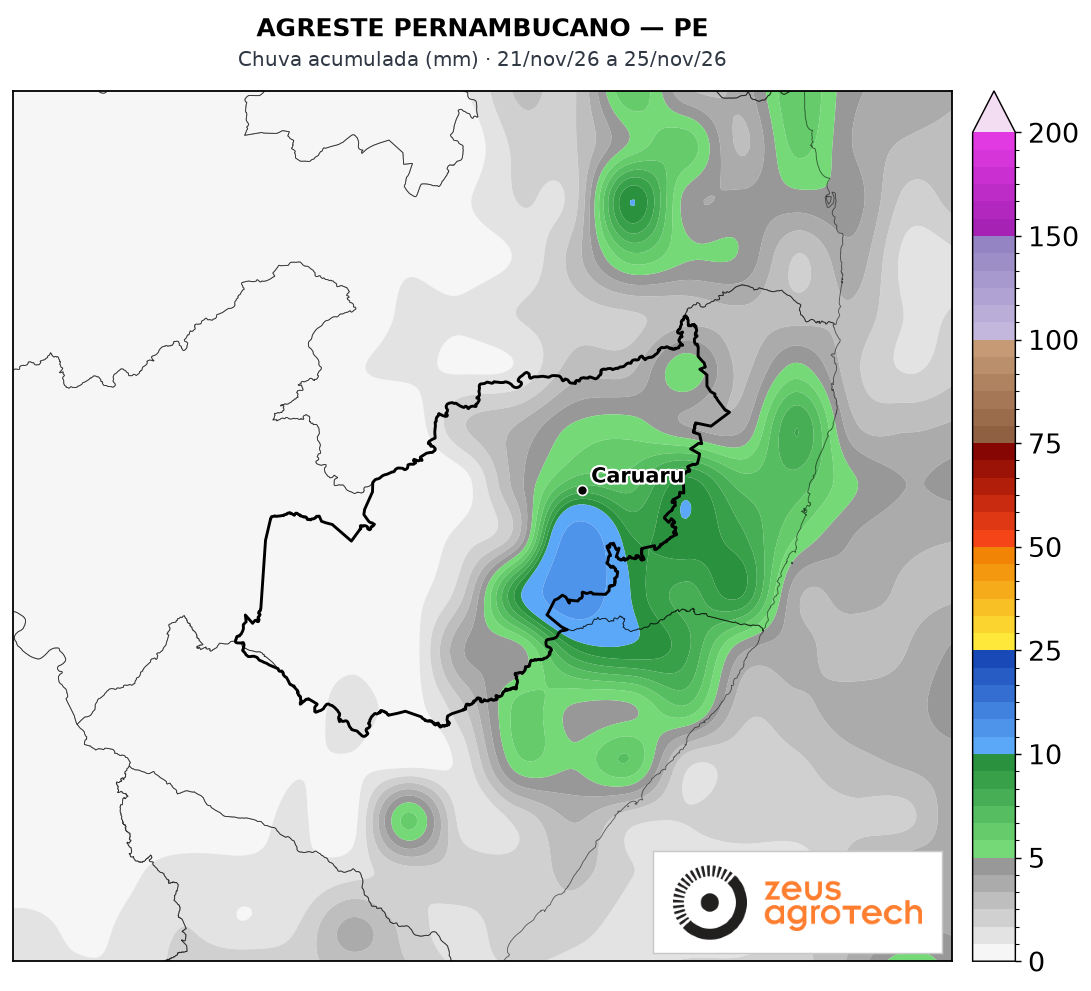 AGRESTE PERNAMBUCANO — PE
Chuva acumulada (mm) · 21/nov/26 a 25/nov/26
200
150
100
75
50
25
10
5
0
Caruaru
zeus
agrotech